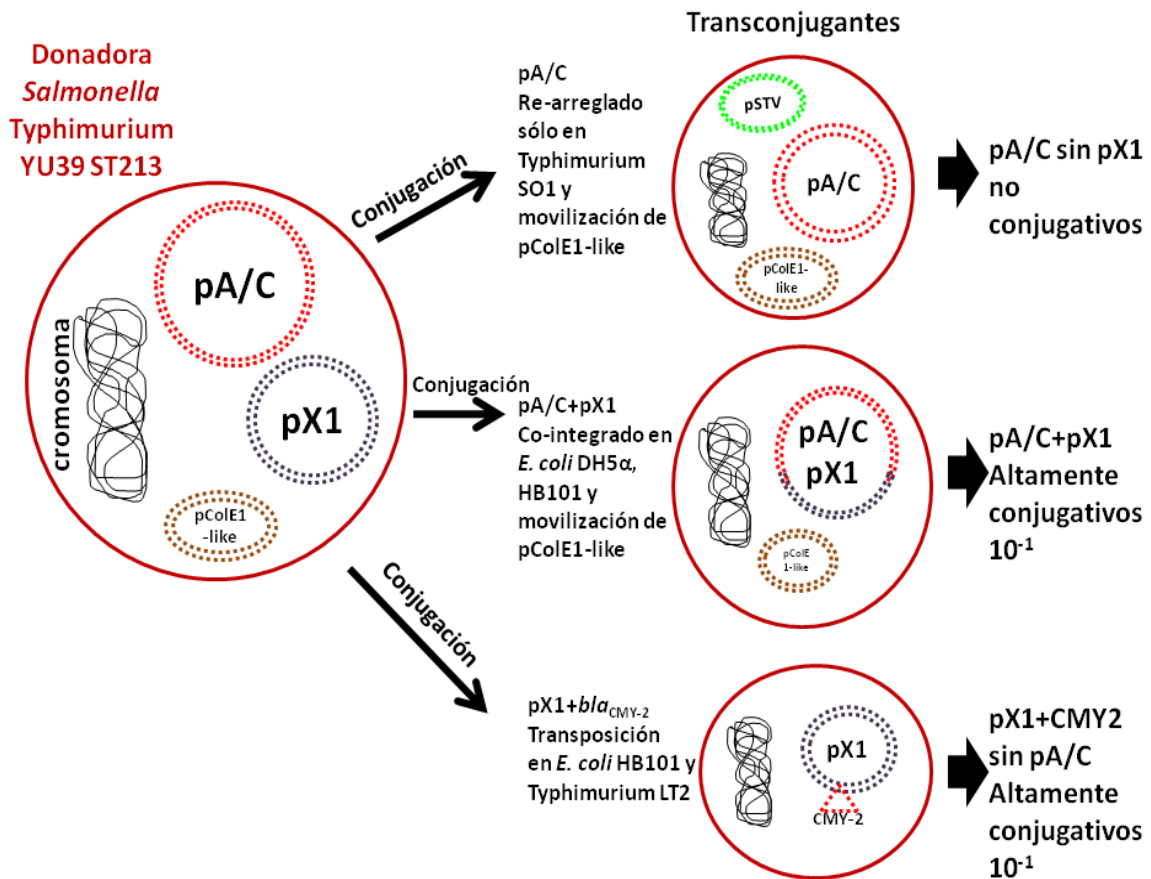 Transconjugantes
Donadora
Salmonella
Typhimurium
YU39 ST213
cromosoma
pA/C
pX1
pColE1
-like
Conjugación
pA/C
Re-arreglado
sólo en
Typhimurium
SO1 y
movilización de
pColE1-like
pSTV
pA/C
pColE1-
like
pA/C sin pX1
no
conjugativos
Conjugación
pA/C+pX1
Co-integrado en
E. coli DH5α,
HB101 y
movilización de
pColE1-like
pA/C
pX1
pColE
1-like
pA/C+pX1
Altamente
conjugativos
10⁻¹
Conjugación
pX1+bla CMY-2
Transposición
en E. coli HB101 y
Typhimurium LT2
pX1
CMY-2
pX1+CMY2
sin pA/C
Altamente
conjugativos
10⁻¹